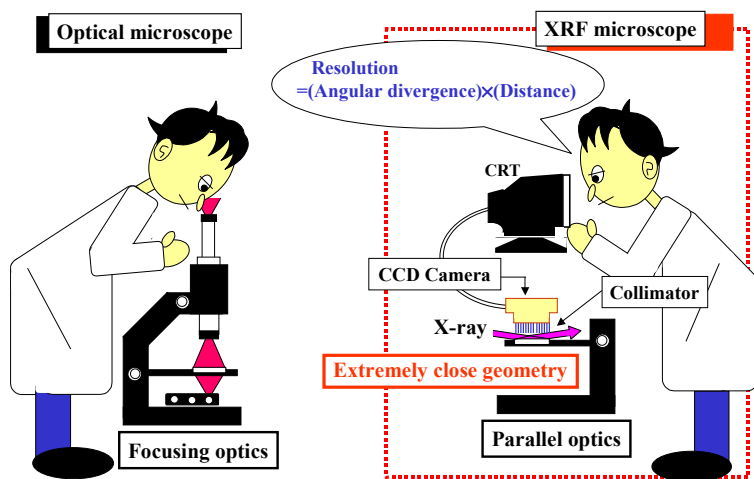 Optical microscope
XRF microscope
Resolution
=(Angular divergence)×(Distance)
CRT
CCD Camera
Collimator
X-ray
Extremely close geometry
Focusing optics
Parallel optics